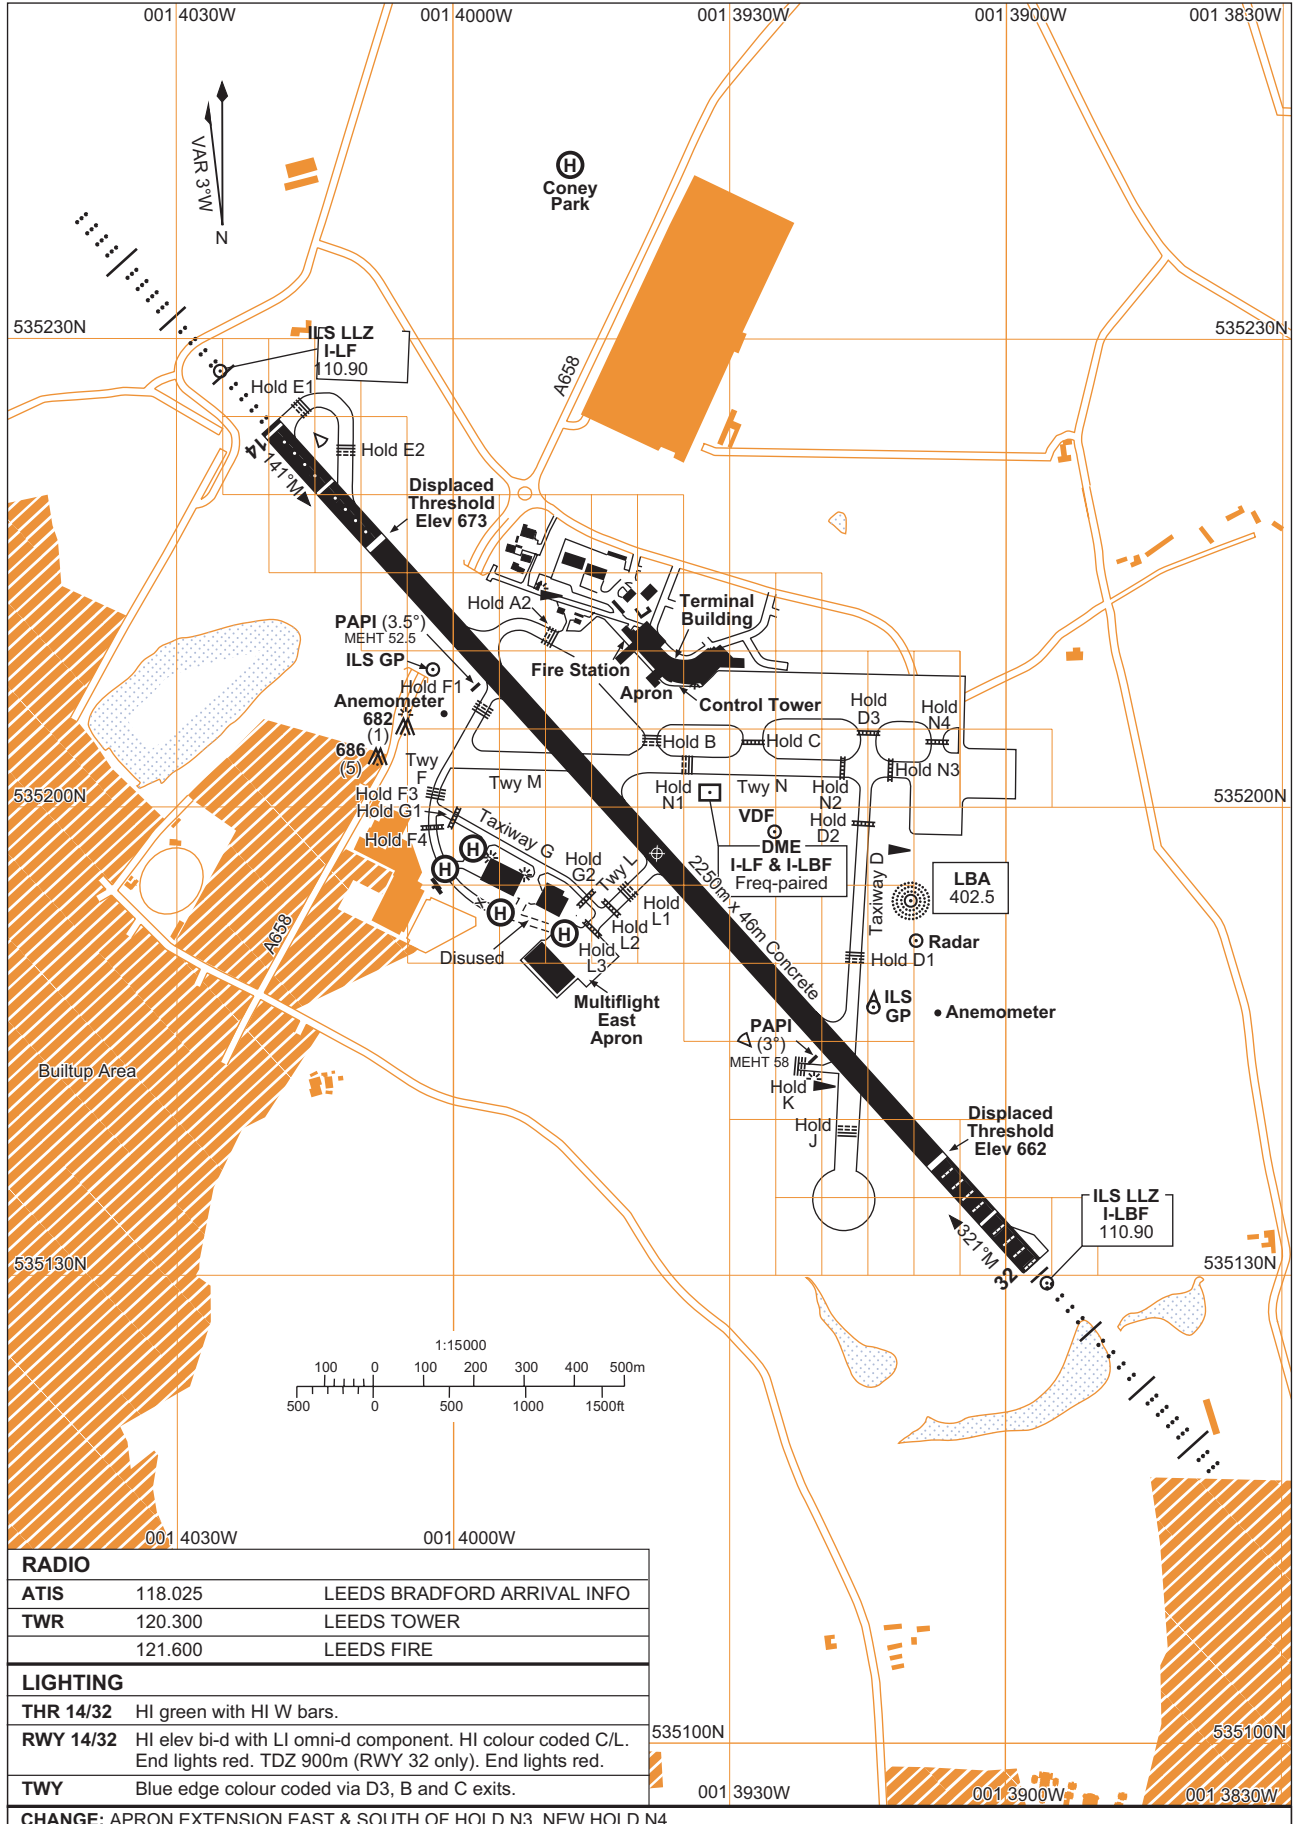 001 4030W
001 4000W
001 3930W
001 3900W
001 3830W
VAR 3°W
N
H
Coney
Park
535230N
535230N
ILS LLZ
I-LF
110.90
A658
Hold E1
Hold E2
14
141°M
Displaced
Threshold
Elev 673
Hold A2
Terminal
Building
PAPI (3.5°)
MEHT 52.5
ILS GP
Hold F1
Fire Station
Apron
Control Tower
Anemometer
682
(1)
686
(5)
Hold
D3
Hold
N4
Hold B
Hold C
Hold N3
Twy
F
Twy M
Hold
N1
Twy N
Hold
N2
Hold F3
Hold G1
Hold F4
535200N
535200N
Taxiway G
VDF
Hold
D2
DME
I-LF & I-LBF
Freq-paired
H
H
H
H
Hold
G2
Twy L
Hold
L1
Hold
L2
Hold
L3
2250m x 46m Concrete
Taxiway D
LBA
402.5
Radar
Hold D1
A658
Disused
Multiflight
East
Apron
ILS
GP
Anemometer
PAPI
(3°)
MEHT 58
Hold
K
Hold
J
Builtup Area
Displaced
Threshold
Elev 662
ILS LLZ
I-LBF
110.90
321°M
32
535130N
535130N
1:15000
100 0 100 200 300 400 500m
500 0 500 1000 1500ft
001 4030W
001 4000W
RADIO
ATIS 118.025 LEEDS BRADFORD ARRIVAL INFO
TWR 120.300 LEEDS TOWER
121.600 LEEDS FIRE
LIGHTING
THR 14/32 HI green with HI W bars.
RWY 14/32 HI elev bi-d with LI omni-d component. HI colour coded C/L.
End lights red. TDZ 900m (RWY 32 only). End lights red.
TWY Blue edge colour coded via D3, B and C exits.
535100N
535100N
001 3930W
001 3900W
001 3830W
CHANGE: APRON EXTENSION EAST & SOUTH OF HOLD N3. NEW HOLD N4